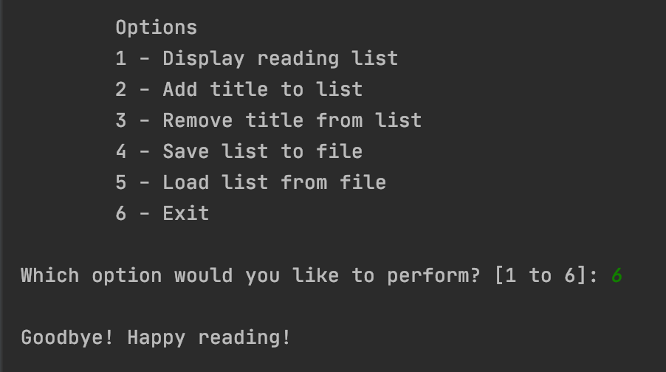 Options
1 - Display reading list
2 - Add title to list
3 - Remove title from list
4 - Save list to file
5 - Load list from file
6 - Exit
Which option would you like to perform? [1 to 6]: 6
Goodbye! Happy reading!